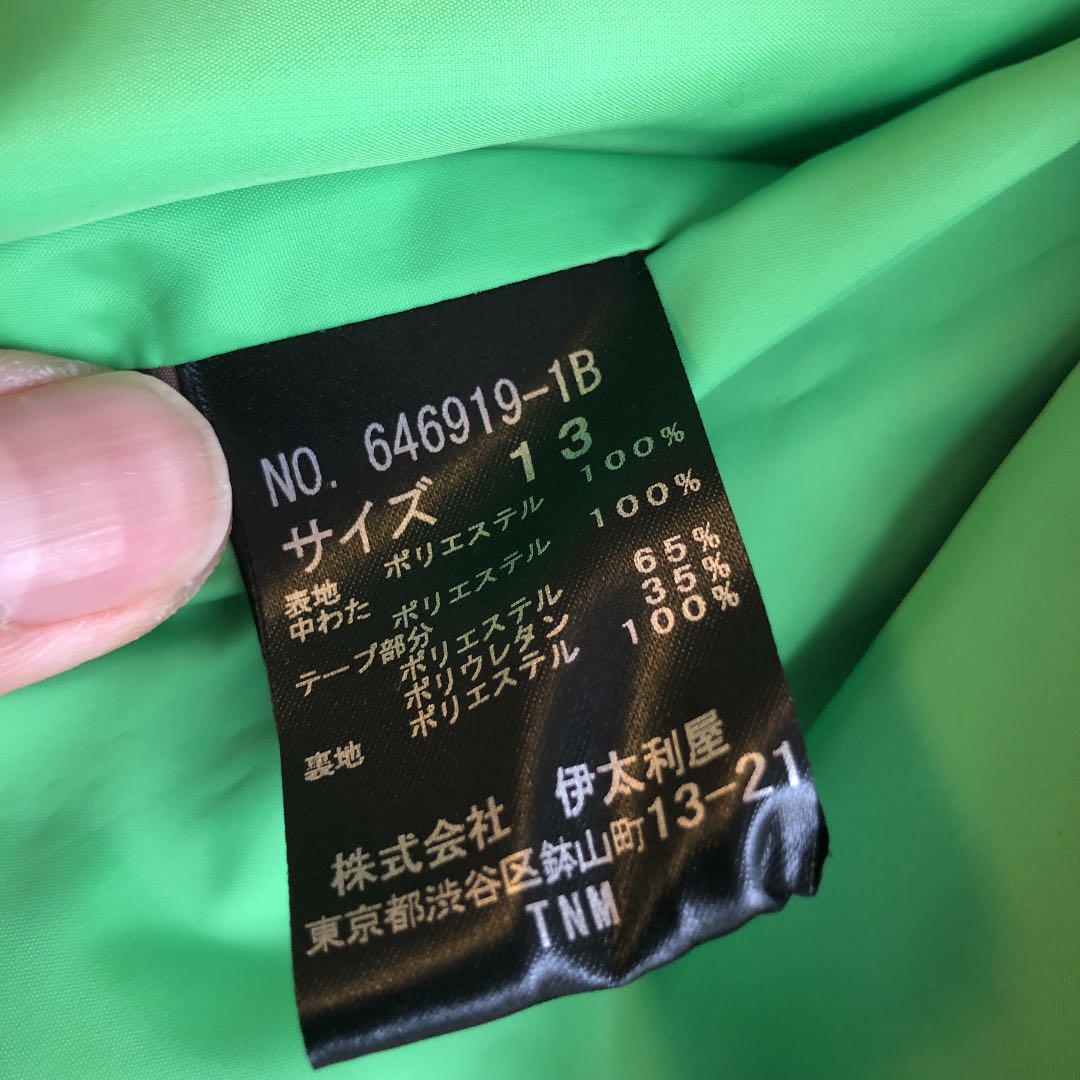 NO. 646919-1B
サイズ 13
表地 ポリエステル 100%
中わた ポリエステル 100%
テープ部分
ポリエステル 65%
ポリウレタン 35%
裏地 ポリエステル 100%
株式会社 伊太利屋
東京都渋谷区鉢山町13-21
TNM